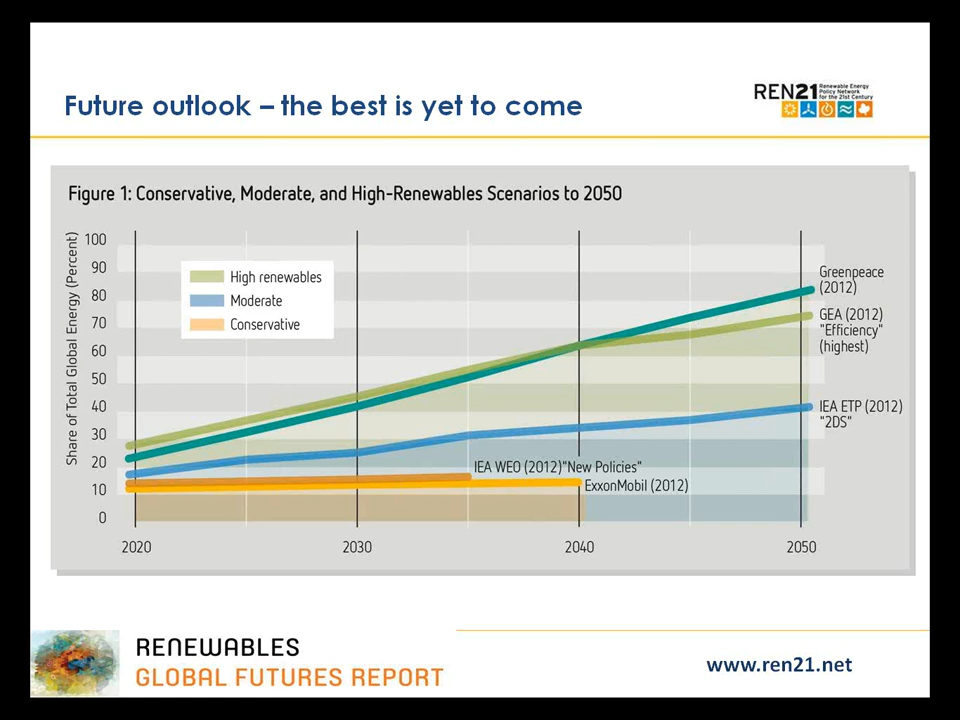 Future outlook – the best is yet to come
REN21
Renewable Energy
Policy Network
for the 21st Century
Figure 1: Conservative, Moderate, and High-Renewables Scenarios to 2050
Share of Total Global Energy (Percent)
100
90
80
70
60
50
40
30
20
10
0
High renewables
Moderate
Conservative
Greenpeace
(2012)
GEA (2012)
"Efficiency"
(highest)
IEA ETP (2012)
"2DS"
IEA WEO (2012)"New Policies"
ExxonMobil (2012)
2020 2030 2040 2050
RENEWABLES
GLOBAL FUTURES REPORT
www.ren21.net